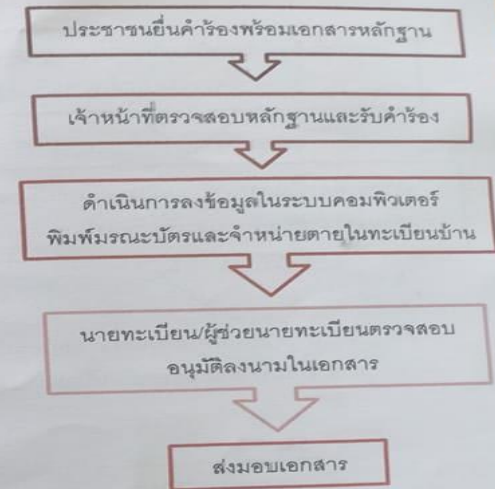 ประชาชนยื่นคำร้องพร้อมเอกสารหลักฐาน
เจ้าหน้าที่ตรวจสอบหลักฐานและรับคำร้อง
ดำเนินการลงข้อมูลในระบบคอมพิวเตอร์
พิมพ์มรณะบัตรและจำหน่ายตายในทะเบียนบ้าน
นายทะเบียน/ผู้ช่วยนายทะเบียนตรวจสอบ
อนุมัติลงนามในเอกสาร
ส่งมอบเอกสาร